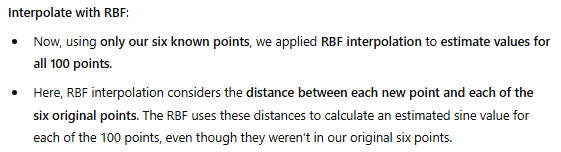 Interpolate with RBF:
• Now, using only our six known points, we applied RBF interpolation to estimate values for
all 100 points.
• Here, RBF interpolation considers the distance between each new point and each of the
six original points. The RBF uses these distances to calculate an estimated sine value for
each of the 100 points, even though they weren't in our original six points.